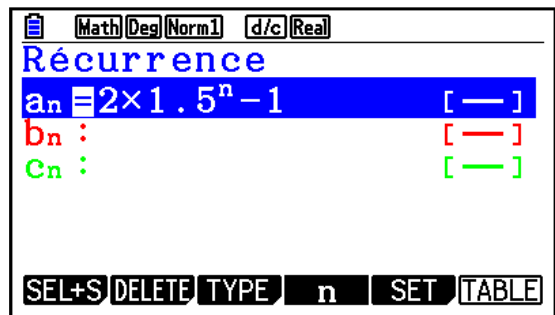 Math Deg Norm1 d/c Real
Récurrence
aₙ=2×1.5ⁿ−1 [—]
bₙ: [—]
cₙ: [—]
SEL+S DELETE TYPE n SET TABLE